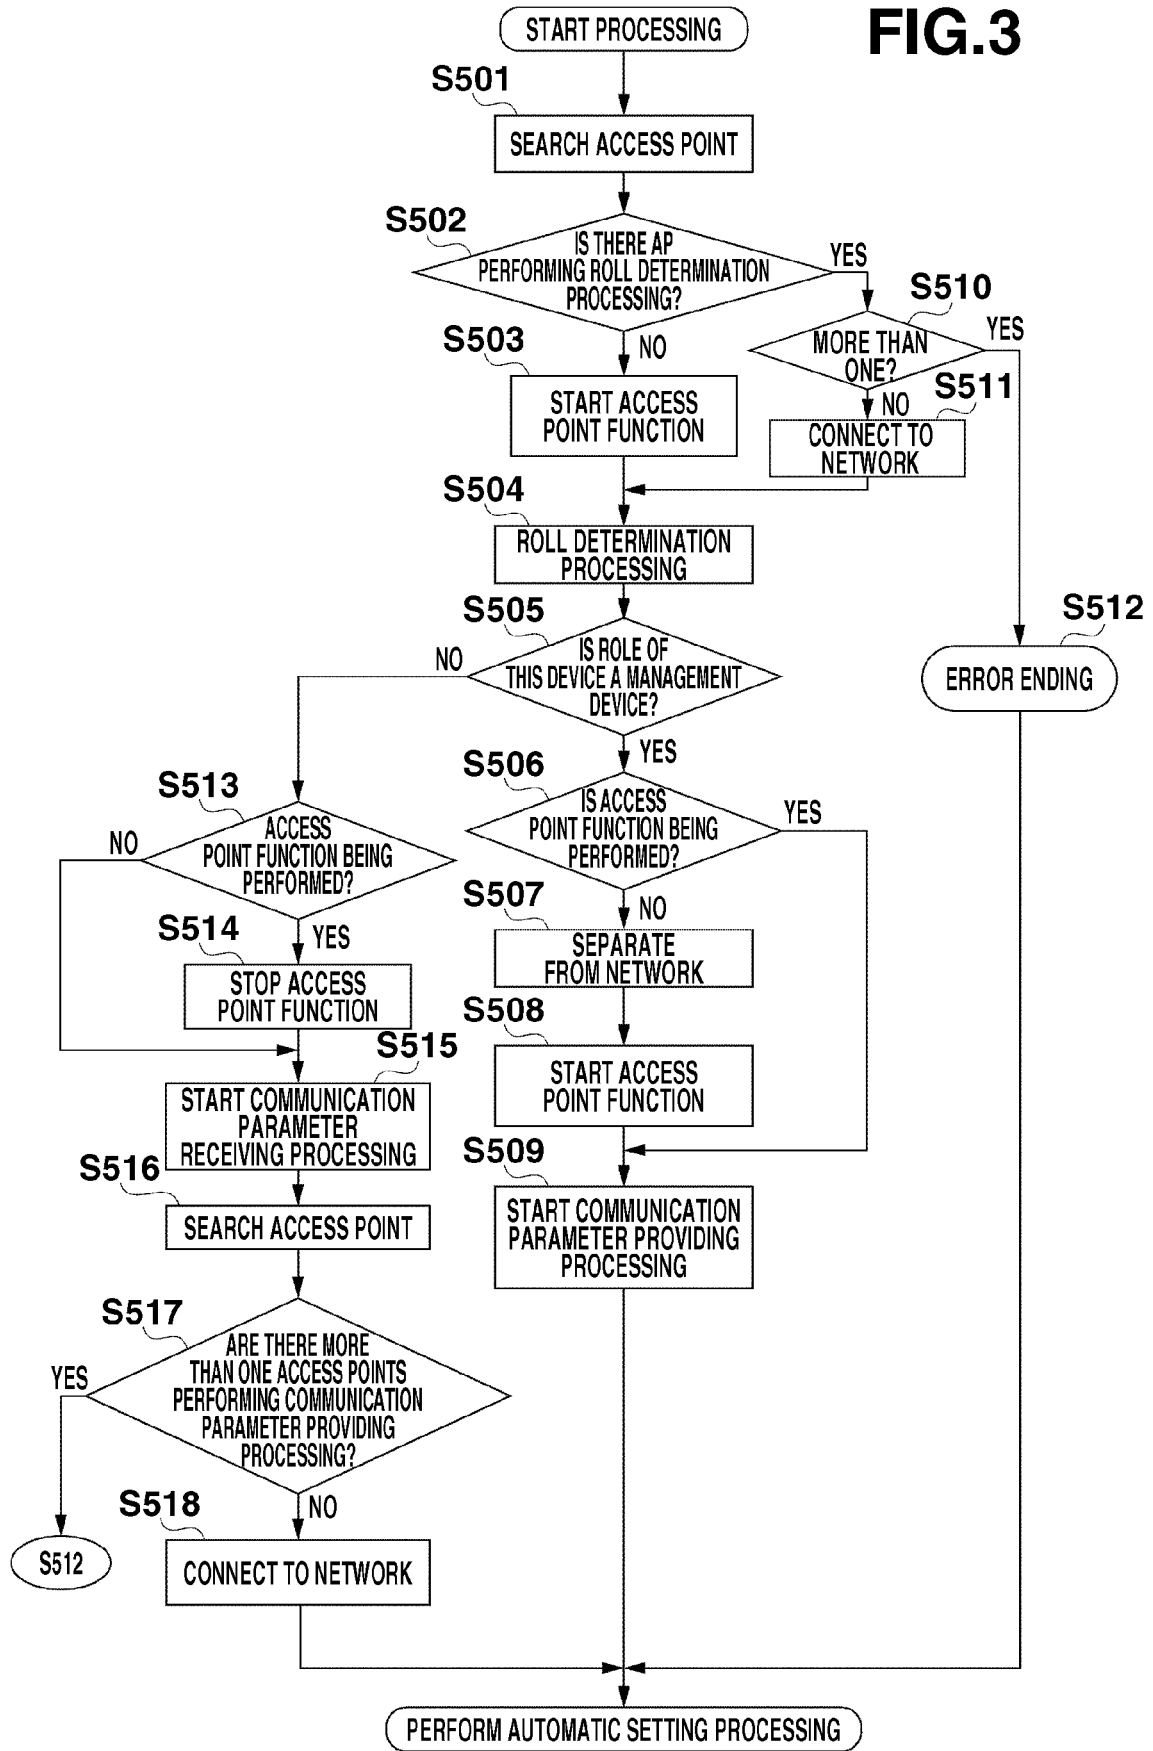 FIG.3
START PROCESSING
S501
SEARCH ACCESS POINT
S502
IS THERE AP
PERFORMING ROLL DETERMINATION
PROCESSING?
YES
NO
S510
MORE THAN
ONE?
YES
NO
S503
START ACCESS
POINT FUNCTION
S511
CONNECT TO
NETWORK
S504
ROLL DETERMINATION
PROCESSING
S505
IS ROLE OF
THIS DEVICE A MANAGEMENT
DEVICE?
NO
YES
S512
ERROR ENDING
S506
IS ACCESS
POINT FUNCTION BEING
PERFORMED?
YES
NO
S513
ACCESS
POINT FUNCTION BEING
PERFORMED?
NO
YES
S507
SEPARATE
FROM NETWORK
S514
STOP ACCESS
POINT FUNCTION
S508
START ACCESS
POINT FUNCTION
S515
START COMMUNICATION
PARAMETER
RECEIVING PROCESSING
S509
START COMMUNICATION
PARAMETER PROVIDING
PROCESSING
S516
SEARCH ACCESS POINT
S517
ARE THERE MORE
THAN ONE ACCESS POINTS
PERFORMING COMMUNICATION
PARAMETER PROVIDING
PROCESSING?
YES
NO
S518
CONNECT TO NETWORK
S512
PERFORM AUTOMATIC SETTING PROCESSING